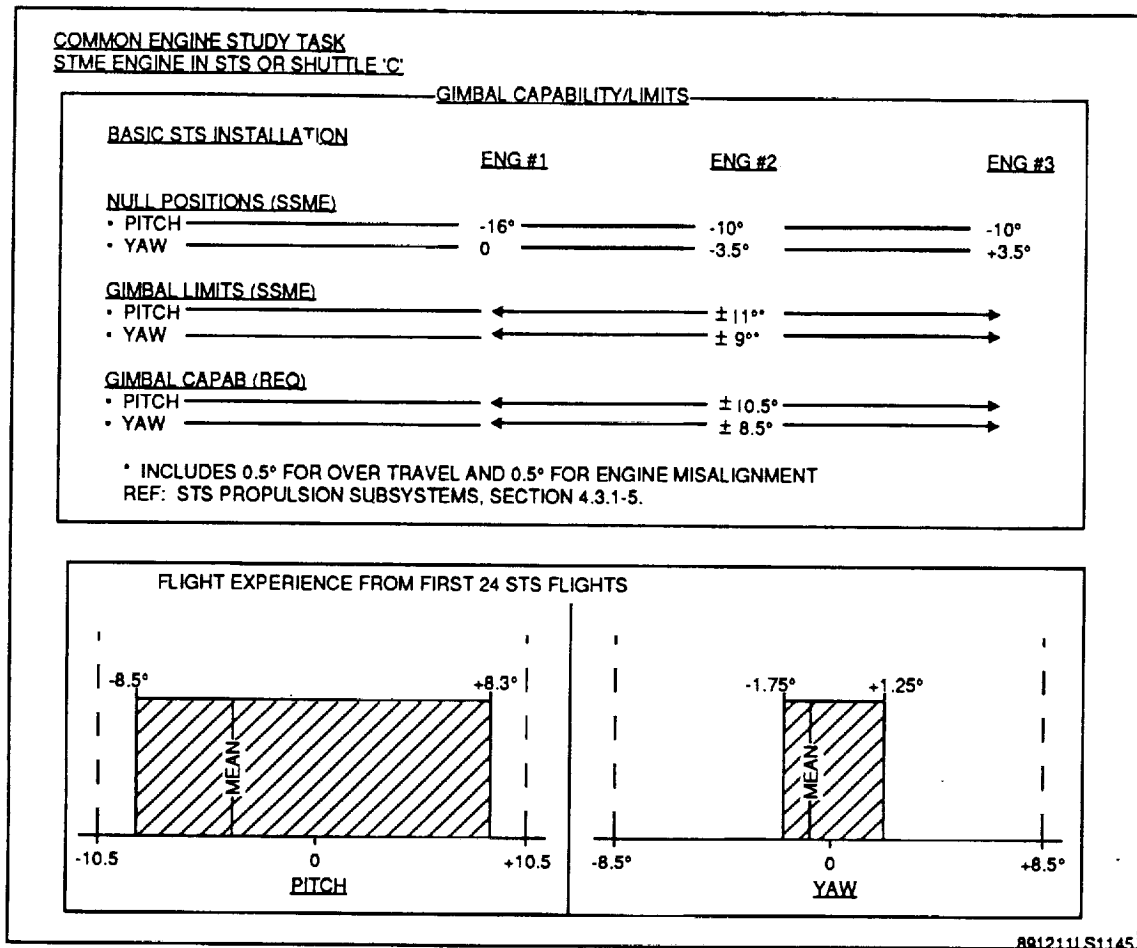 COMMON ENGINE STUDY TASK
STME ENGINE IN STS OR SHUTTLE 'C'
GIMBAL CAPABILITY/LIMITS
BASIC STS INSTALLATION
ENG #1 ENG #2 ENG #3
NULL POSITIONS (SSME)
• PITCH -16° -10° -10°
• YAW 0 -3.5° +3.5°
GIMBAL LIMITS (SSME)
• PITCH ± 11°*
• YAW ± 9°*
GIMBAL CAPAB (REQ)
• PITCH ± 10.5°
• YAW ± 8.5°
* INCLUDES 0.5° FOR OVER TRAVEL AND 0.5° FOR ENGINE MISALIGNMENT
REF: STS PROPULSION SUBSYSTEMS, SECTION 4.3.1-5.
FLIGHT EXPERIENCE FROM FIRST 24 STS FLIGHTS
-8.5° +8.3°
MEAN
-10.5 0 +10.5
PITCH
-1.75° +1.25°
MEAN
-8.5° 0 +8.5°
YAW
891211LS1145